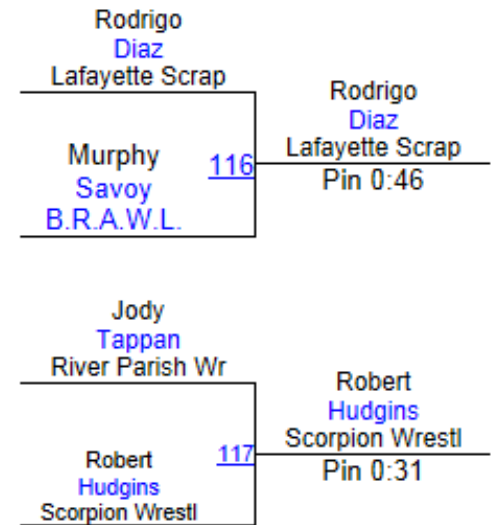 Rodrigo
Diaz
Lafayette Scrap
Murphy
Savoy
B.R.A.W.L.
116
Rodrigo
Diaz
Lafayette Scrap
Pin 0:46
Jody
Tappan
River Parish Wr
Robert
Hudgins
Scorpion Wrestl
117
Robert
Hudgins
Scorpion Wrestl
Pin 0:31